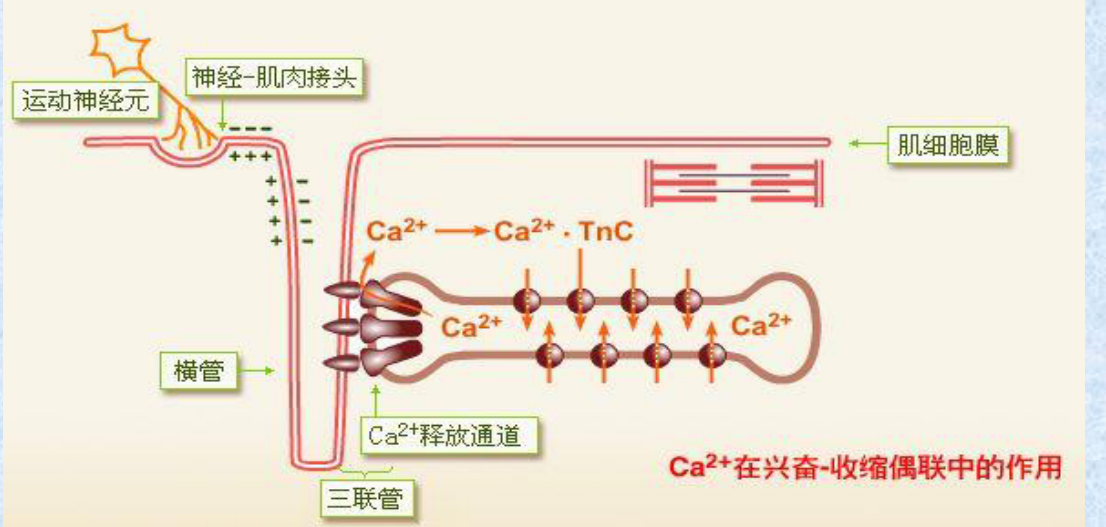 神经-肌肉接头
运动神经元
肌细胞膜
--- 
+++
+ -
+ -
+ -
+ -
Ca²⁺ Ca²⁺ · TnC
Ca²⁺ Ca²⁺
横管
Ca²⁺释放通道
Ca²⁺在兴奋-收缩偶联中的作用
三联管